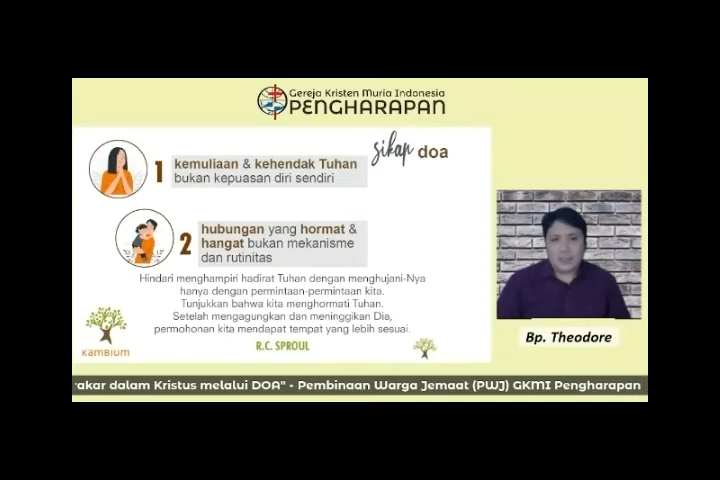 Gereja Kristen Muria Indonesia
PENGHARAPAN
sikap doa
1
kemuliaan & kehendak Tuhan
bukan kepuasan diri sendiri
2
hubungan yang hormat &
hangat bukan mekanisme
dan rutinitas
Hindari menghampiri hadirat Tuhan dengan menghujani-Nya
hanya dengan permintaan-permintaan kita.
Tunjukkan bahwa kita menghormati Tuhan.
Setelah mengagungkan dan meninggikan Dia,
permohonan kita mendapat tempat yang lebih sesuai.
R.C. SPROUL
KAMBIUM
Bp. Theodore
akar dalam Kristus melalui DOA" - Pembinaan Warga Jemaat (PWJ) GKMI Pengharapan